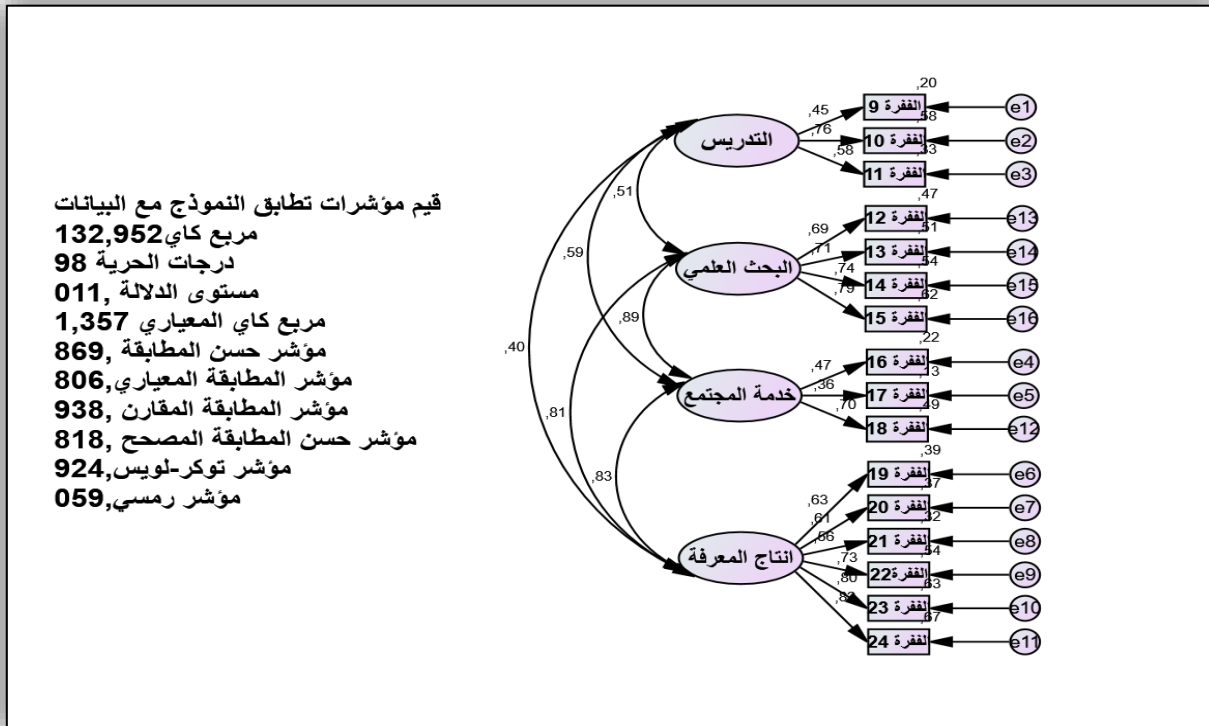 قيم مؤشرات تطابق النموذج مع البيانات
مربع كاي132,952
درجات الحرية 98
مستوى الدلالة ,011
مربع كاي المعياري 1,357
مؤشر حسن المطابقة ,869
مؤشر المطابقة المعياري,806
مؤشر المطابقة المقارن ,938
مؤشر حسن المطابقة المصحح ,818
مؤشر توكر-لويس,924
مؤشر رمسي,059
التدريس
البحث العلمي
خدمة المجتمع
انتاج المعرفة
,51
,59
,89
,40
,81
,83
,45
,76
,58
,69
,71
,74
,79
,47
,36
,70
,63
,61
,56
,73
,80
,20
الفقرة 9
e1
,58
الفقرة 10
e2
,33
الفقرة 11
e3
,47
الفقرة 12
e13
,51
الفقرة 13
e14
,54
الفقرة 14
e15
,62
الفقرة 15
e16
,22
الفقرة 16
e4
,13
الفقرة 17
e5
,49
الفقرة 18
e12
,39
الفقرة 19
e6
,37
الفقرة 20
e7
,32
الفقرة 21
e8
,54
الفقرة22
e9
,63
الفقرة 23
e10
,67
الفقرة 24
e11